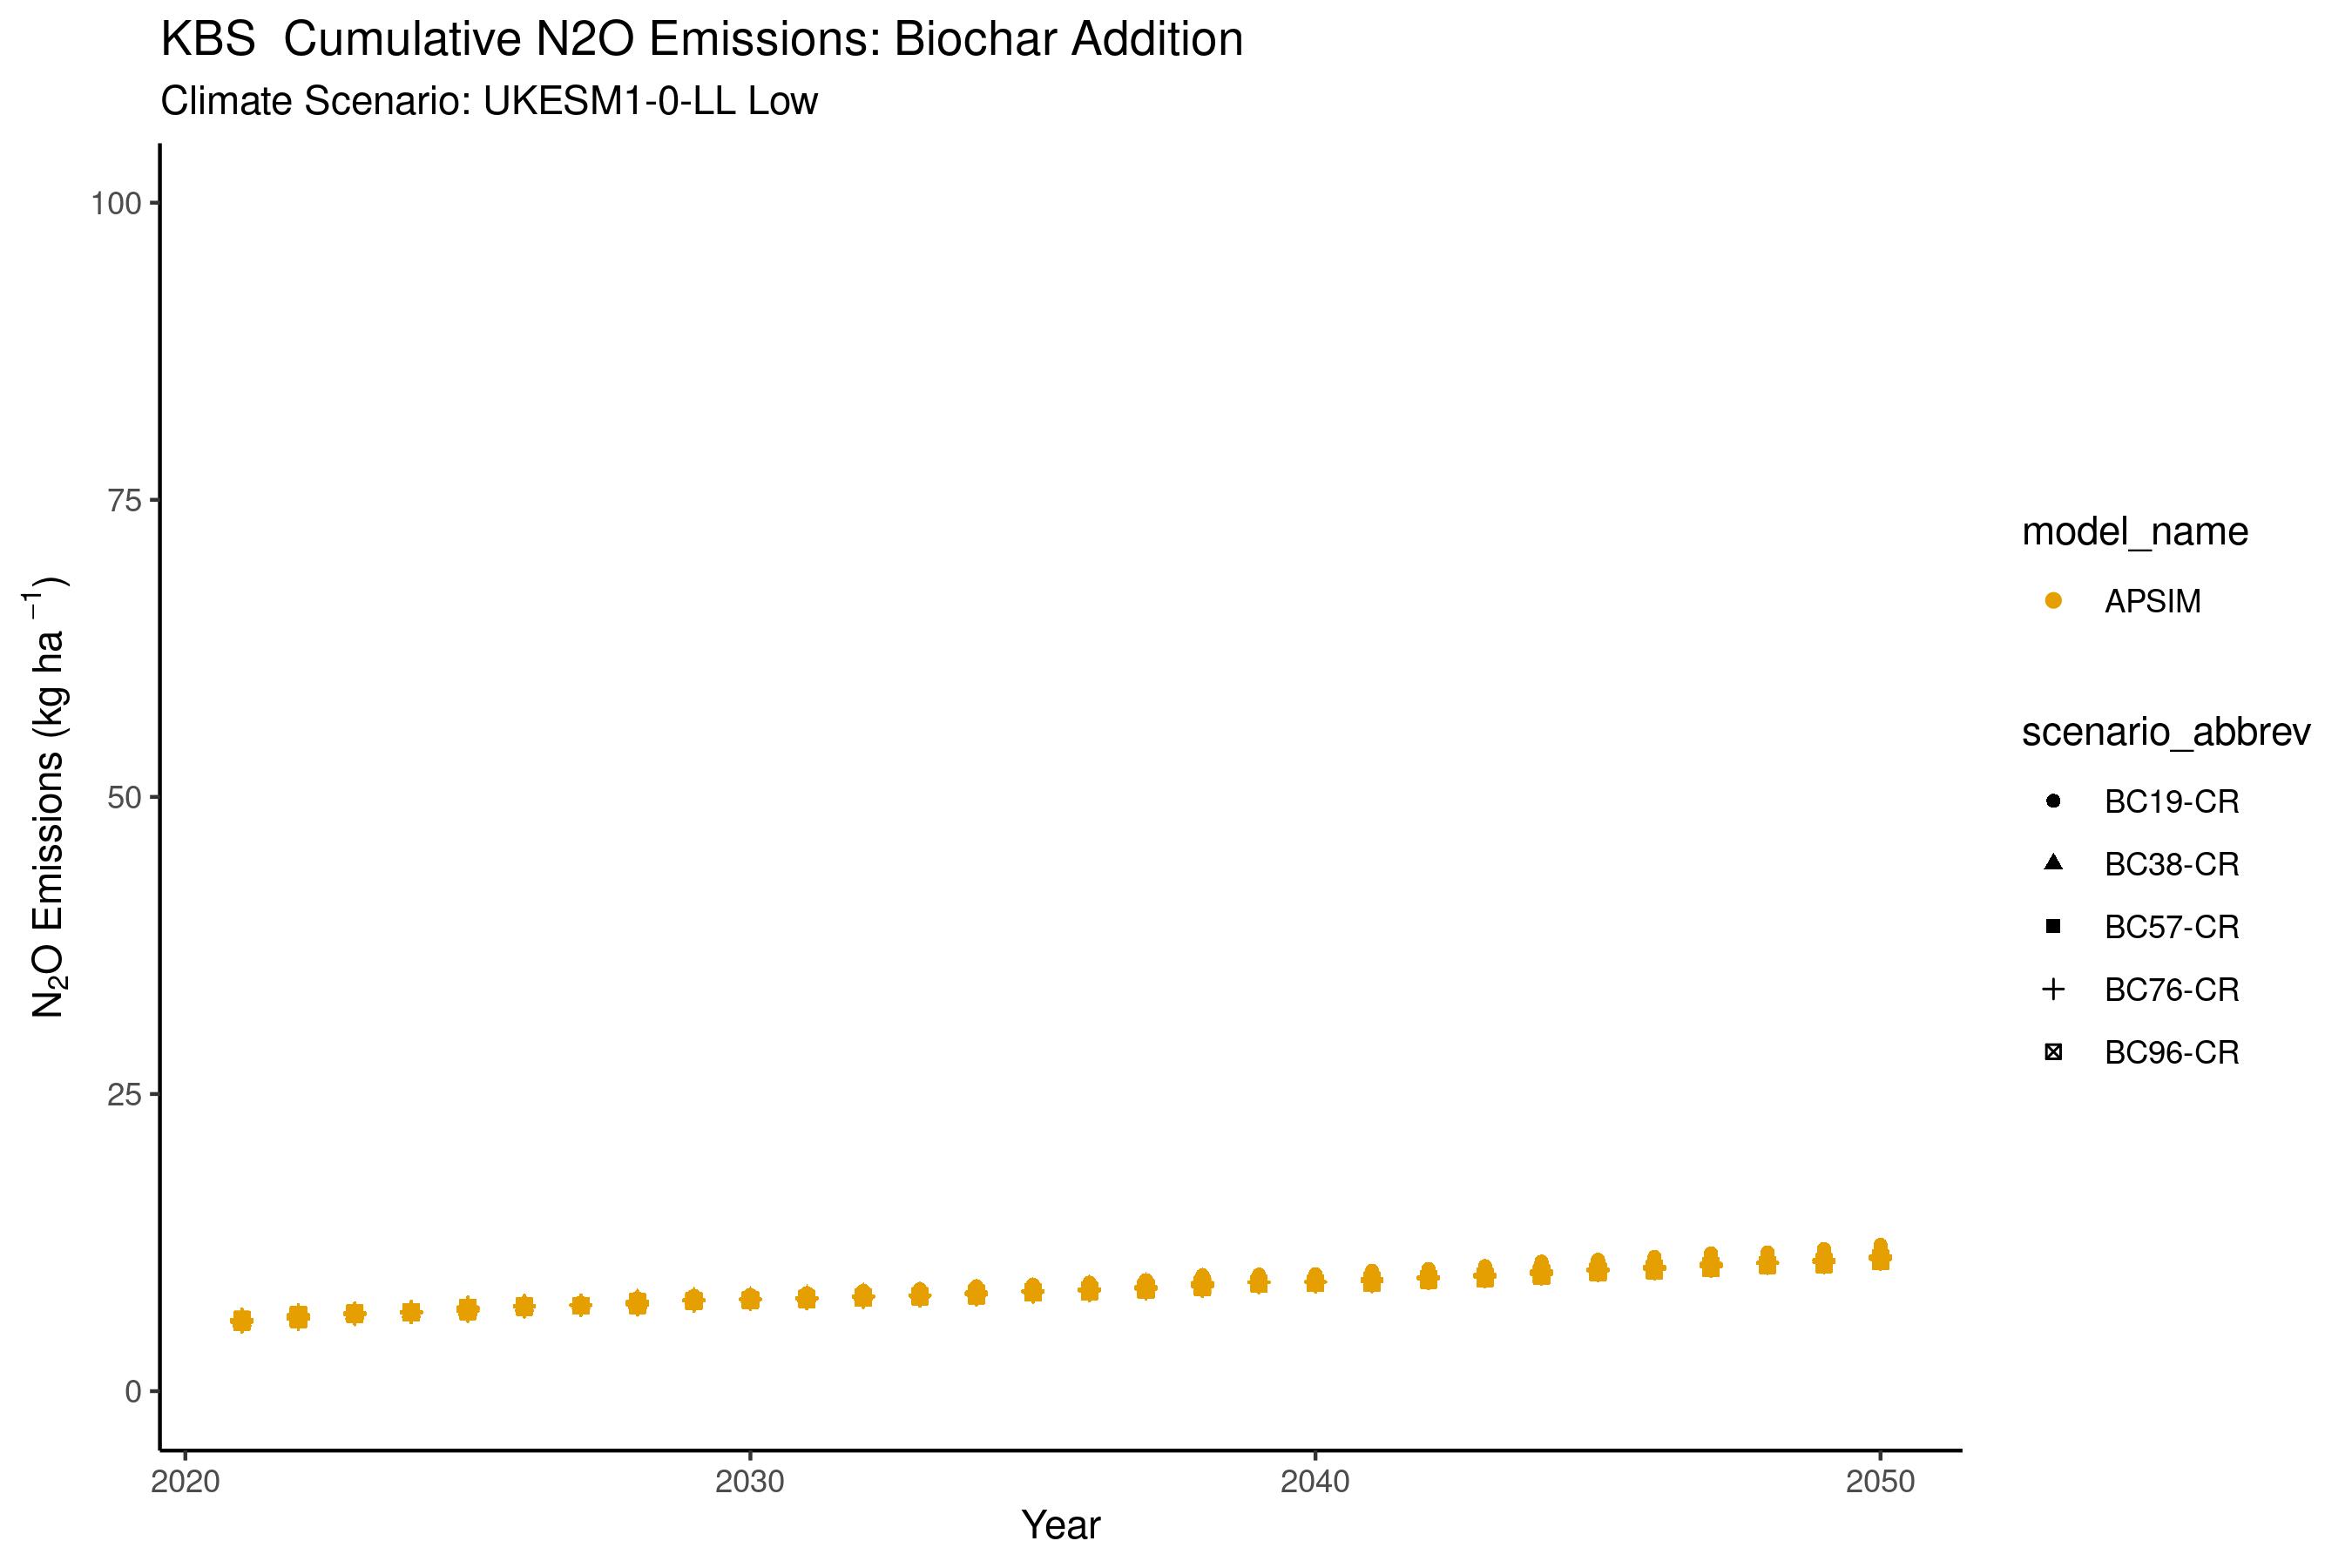 KBS  Cumulative N2O Emissions: Biochar Addition
Climate Scenario: UKESM1-0-LL Low
N₂O Emissions (kg ha⁻¹)
100
75
50
25
0
2020
2030
2040
2050
Year
model_name
APSIM
scenario_abbrev
BC19-CR
BC38-CR
BC57-CR
BC76-CR
BC96-CR